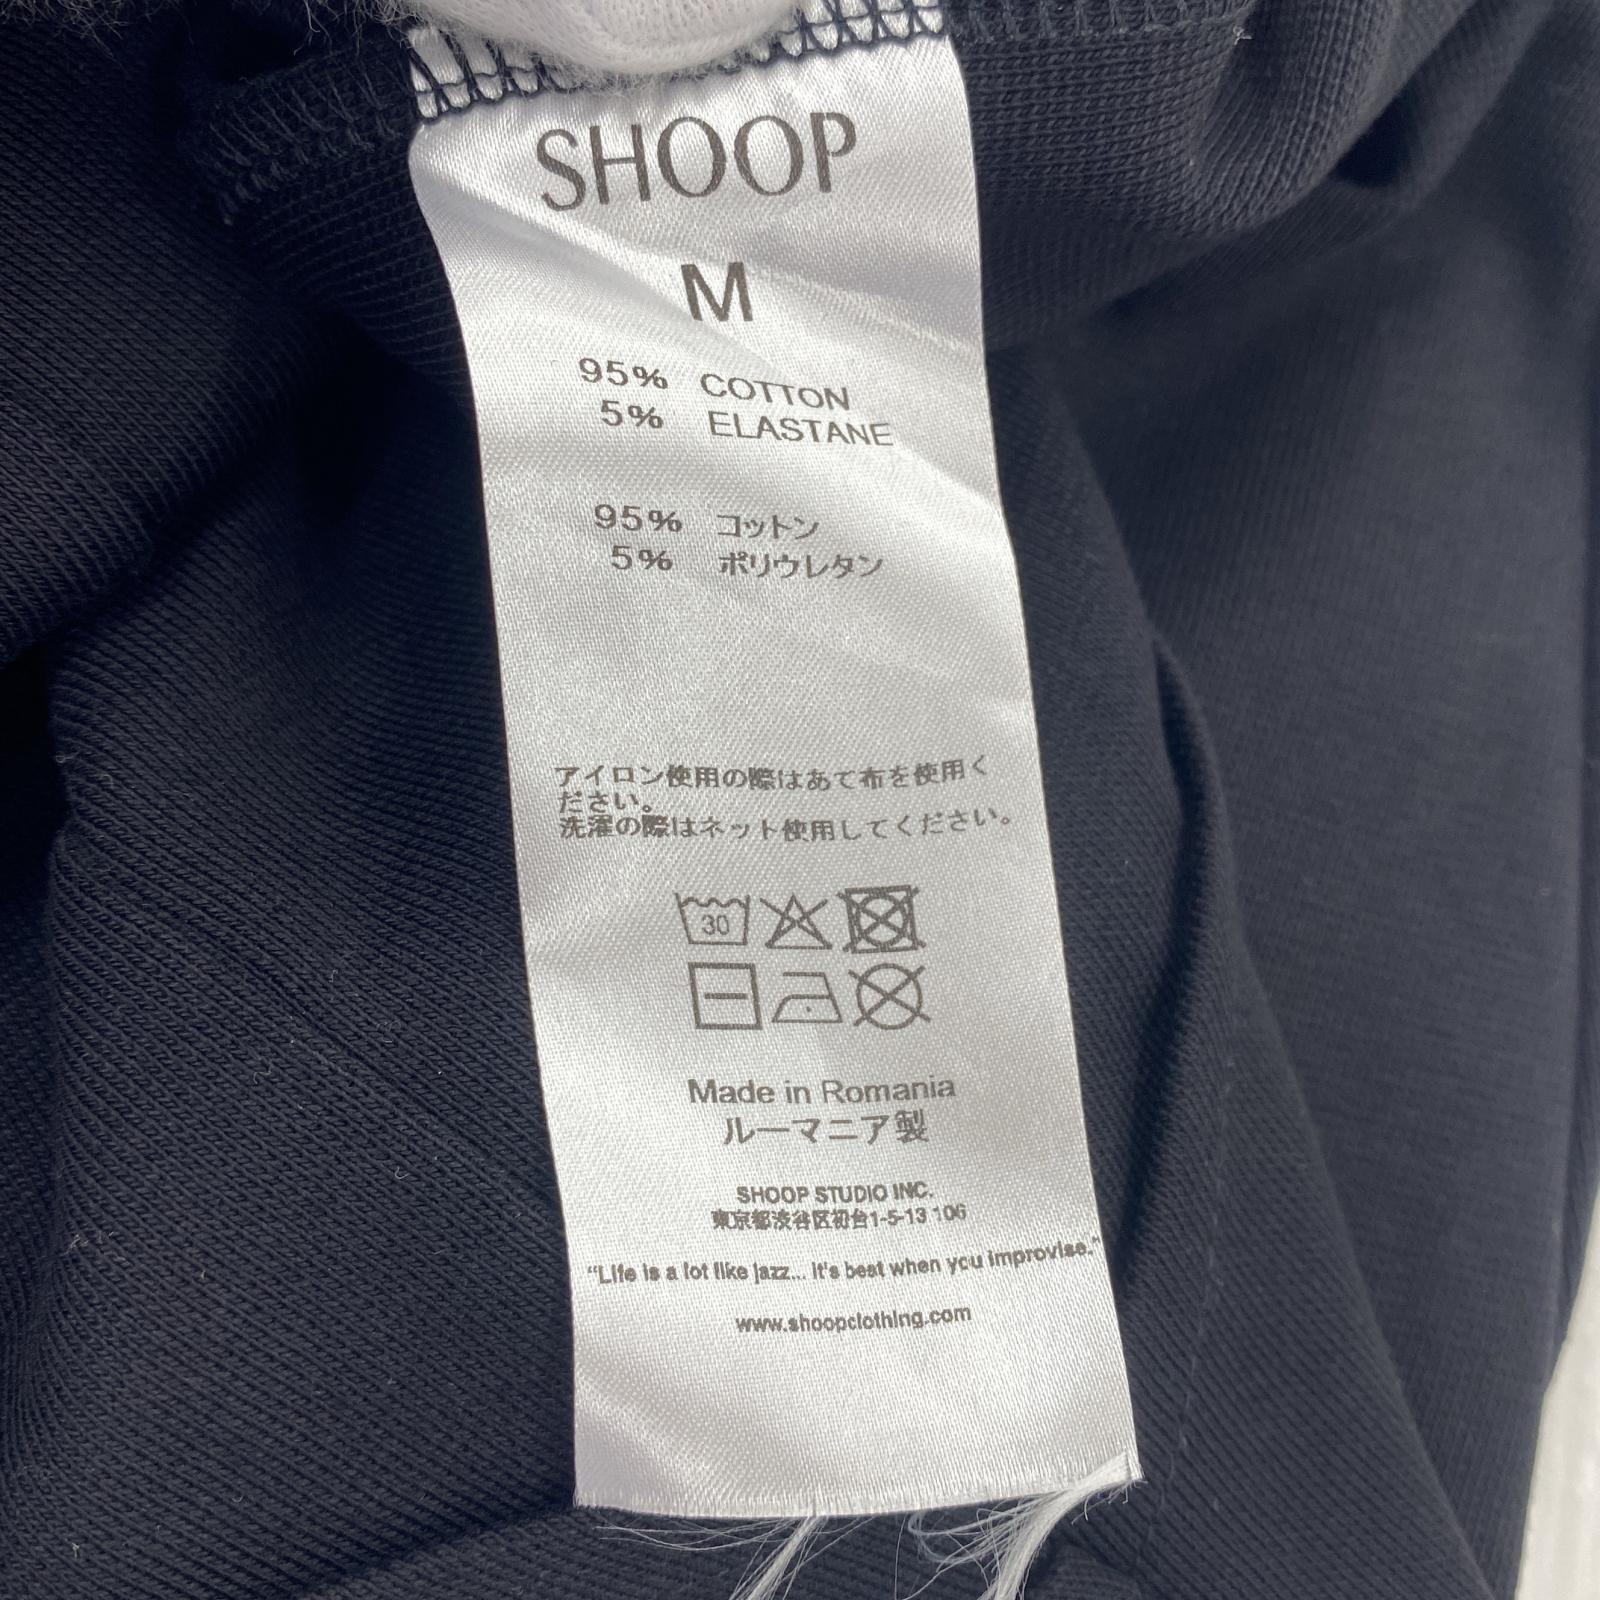 SHOOP
M
95% COTTON
5% ELASTANE
95% コットン
5% ポリウレタン
アイロン使用の際はあて布を使用く
ださい。
洗濯の際はネット使用してください。
30
Made in Romania
ルーマニア製
SHOOP STUDIO INC.
東京都渋谷区初台1-5-13 106
"Life is a lot like jazz... it's best when you improvise."
www.shoopclothing.com